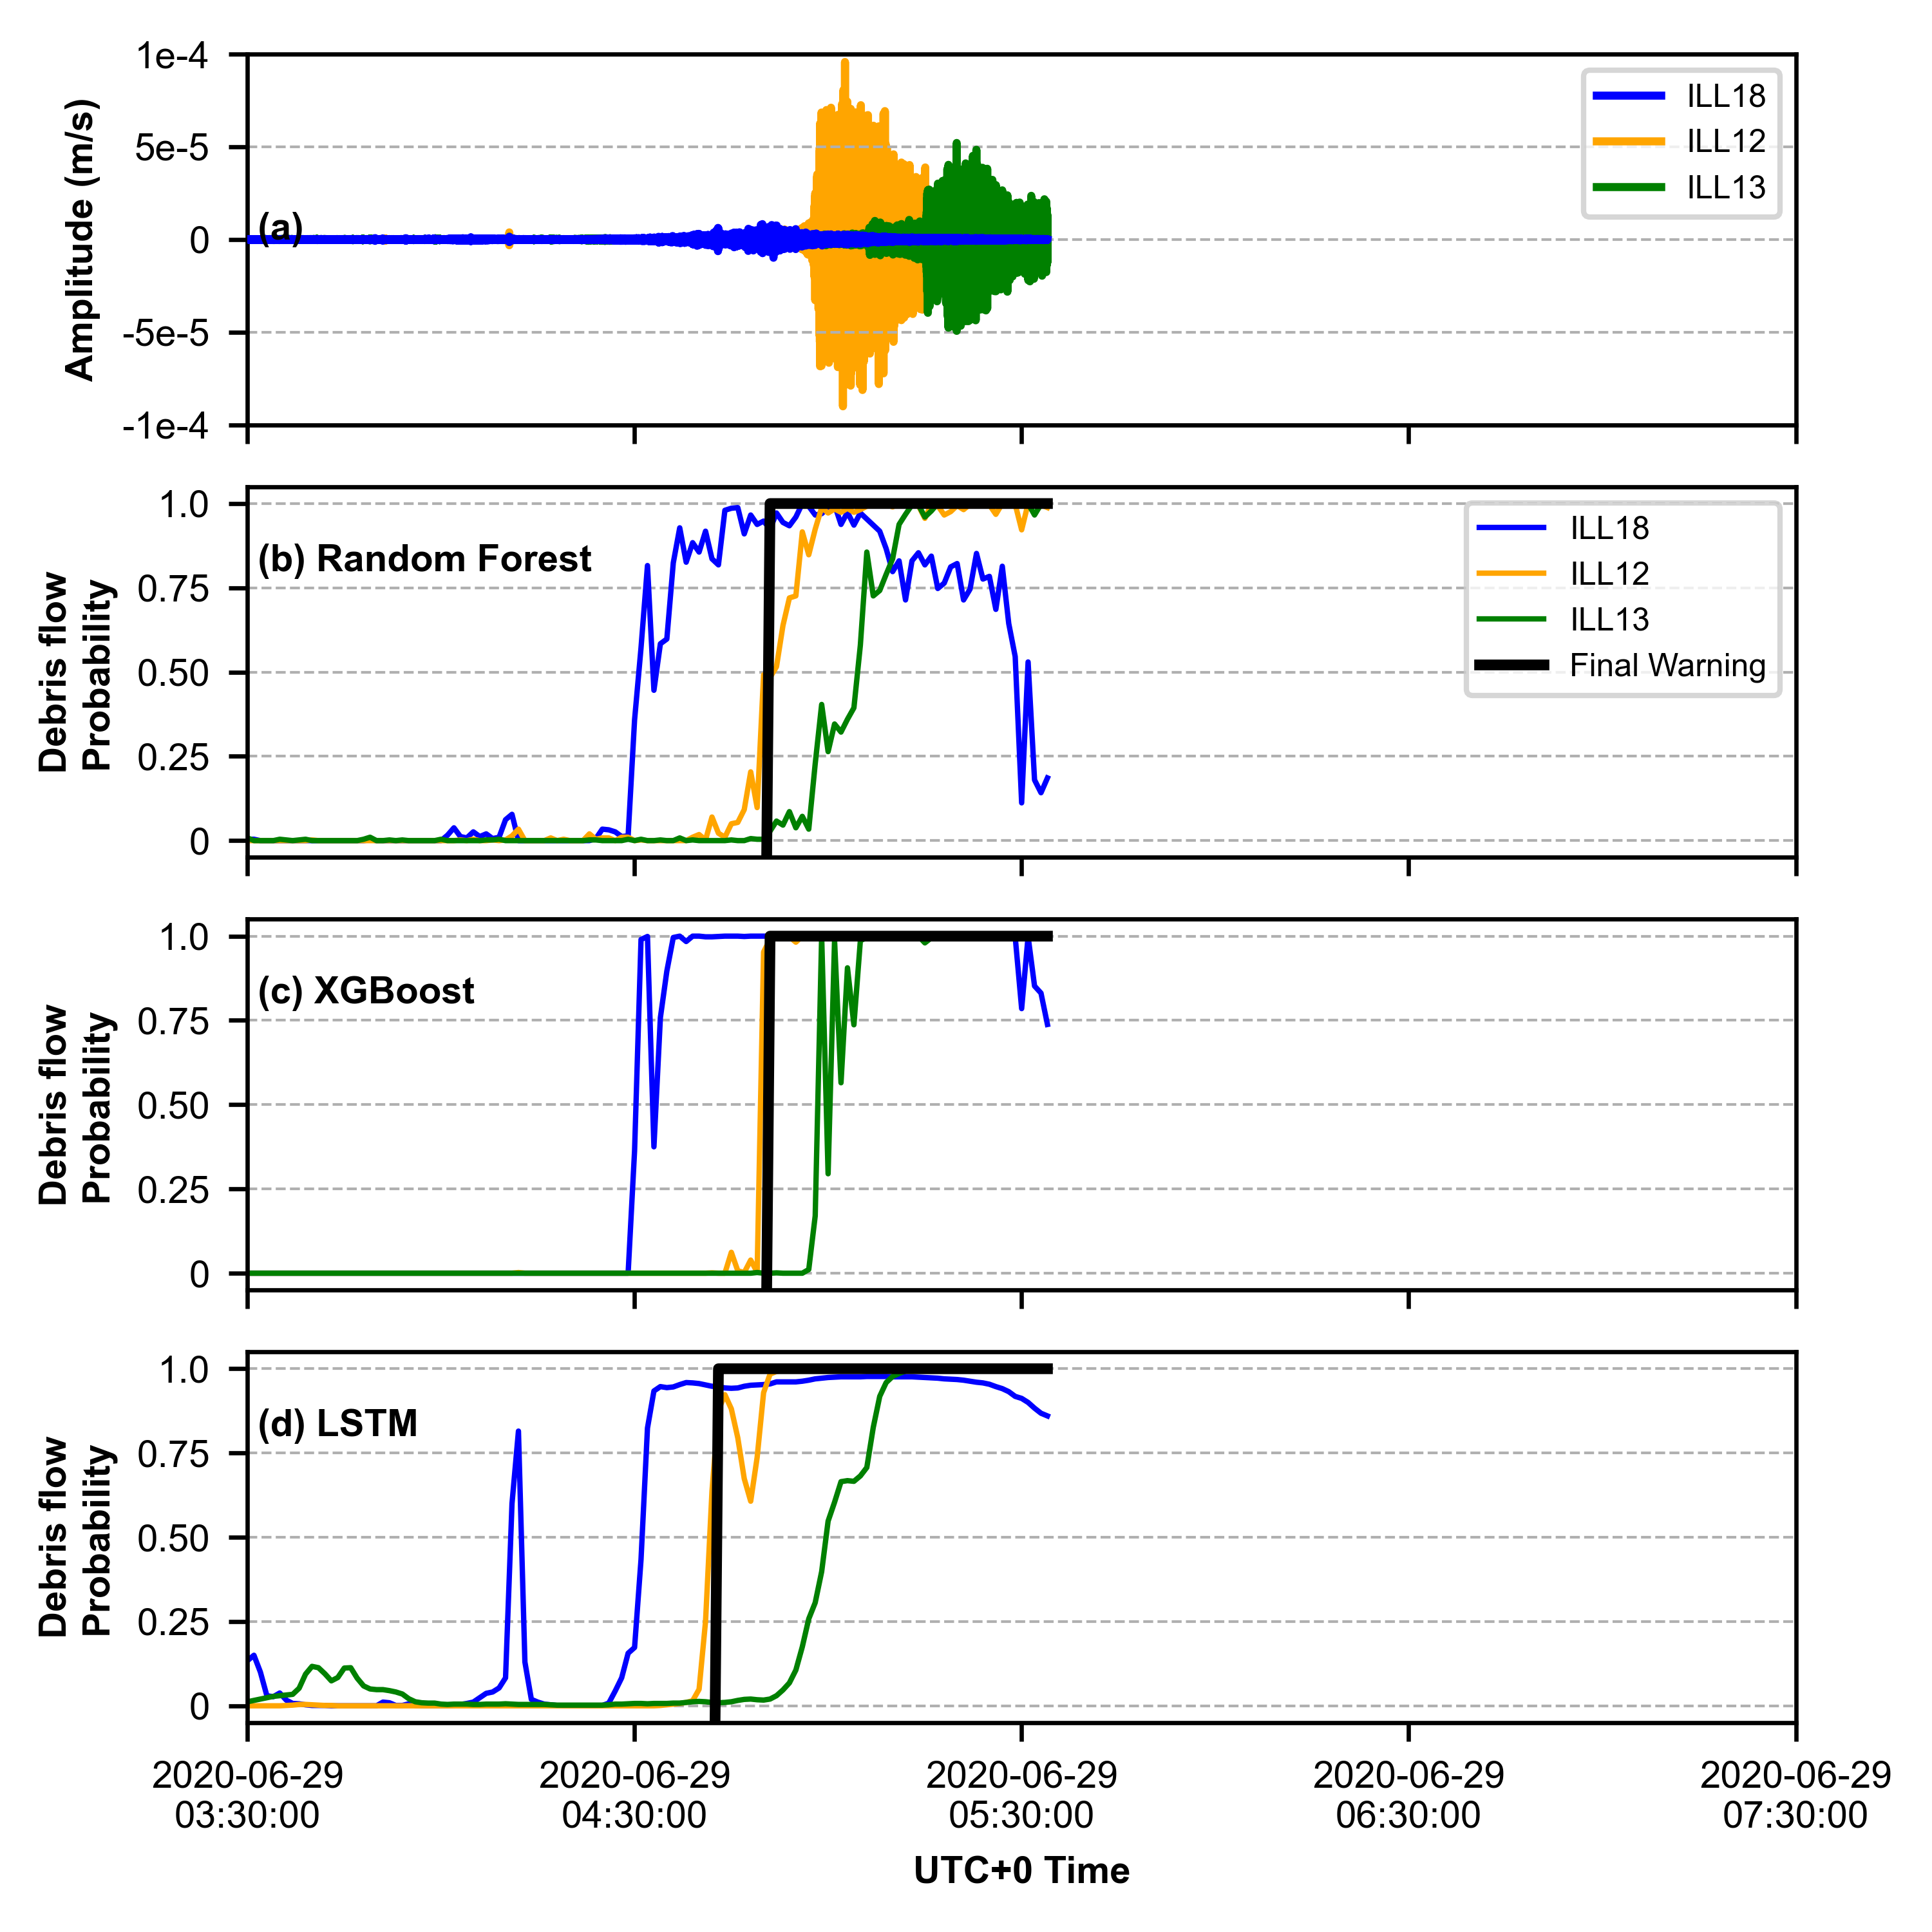 1e-4
5e-5
0
-5e-5
-1e-4
Amplitude (m/s)
(a)
ILL18
ILL12
ILL13
1.0
0.75
0.50
0.25
0
Debris flow
Probability
(b) Random Forest
ILL18
ILL12
ILL13
Final Warning
1.0
0.75
0.50
0.25
0
Debris flow
Probability
(c) XGBoost
1.0
0.75
0.50
0.25
0
Debris flow
Probability
(d) LSTM
2020-06-29
03:30:00
2020-06-29
04:30:00
2020-06-29
05:30:00
2020-06-29
06:30:00
2020-06-29
07:30:00
UTC+0 Time